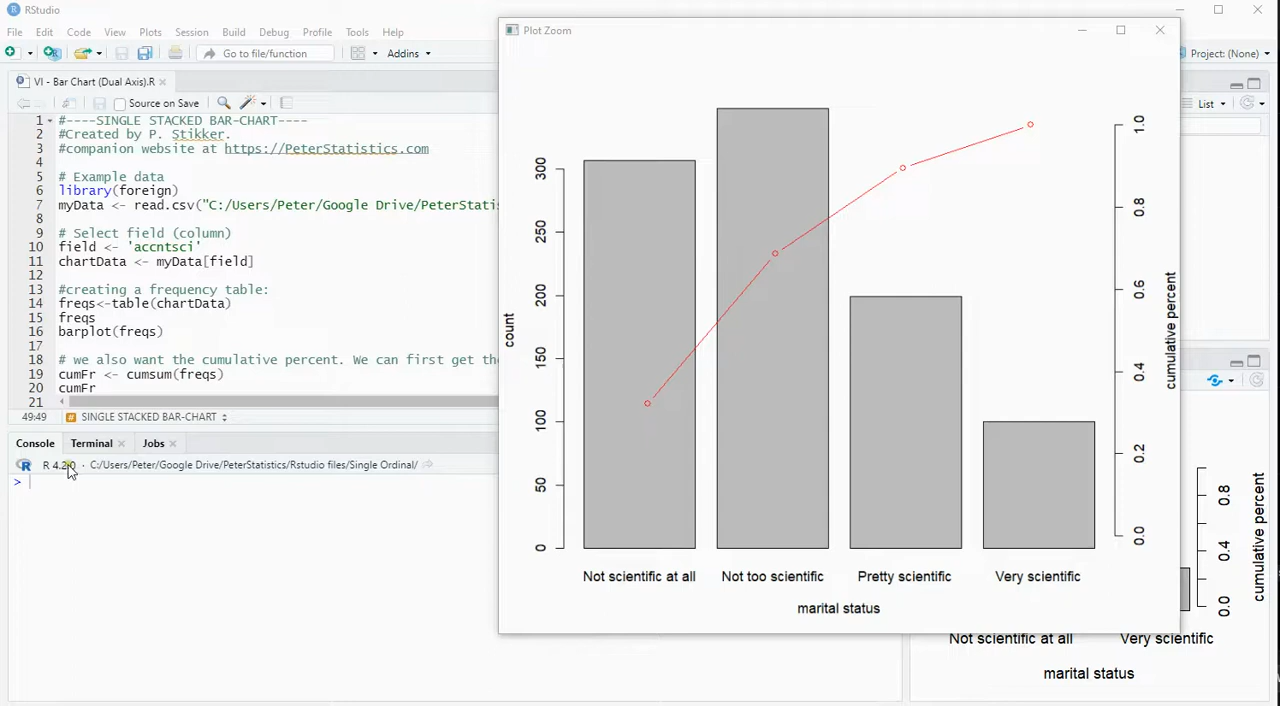 RStudio
File Edit Code View Plots Session Build Debug Profile Tools Help
Go to file/function Addins Project: (None)
VI - Bar Chart (Dual Axis).R
Source on Save
List
1 #----SINGLE STACKED BAR-CHART----
2 #Created by P. Stikker.
3 #companion website at https://PeterStatistics.com
4
5 # Example data
6 library(foreign)
7 myData <- read.csv("C:/Users/Peter/Google Drive/PeterStatis
8
9 # Select field (column)
10 field <- 'accntsci'
11 chartData <- myData[field]
12
13 #creating a frequency table:
14 freqs<-table(chartData)
15 freqs
16 barplot(freqs)
17
18 # we also want the cumulative percent. We can first get the
19 cumFr <- cumsum(freqs)
20 cumFr
21
49:49 # SINGLE STACKED BAR-CHART
Console Terminal Jobs
R 4.2.0 · C:/Users/Peter/Google Drive/PeterStatistics/Rstudio files/Single Ordinal/
>
Plot Zoom
count
300
250
200
150
100
50
0
1.0
0.8
0.6
0.4
0.2
0.0
cumulative percent
Not scientific at all Not too scientific Pretty scientific Very scientific
marital status
0.8
0.4
0.0
cumulative percent
Not scientific at all Very scientific
marital status